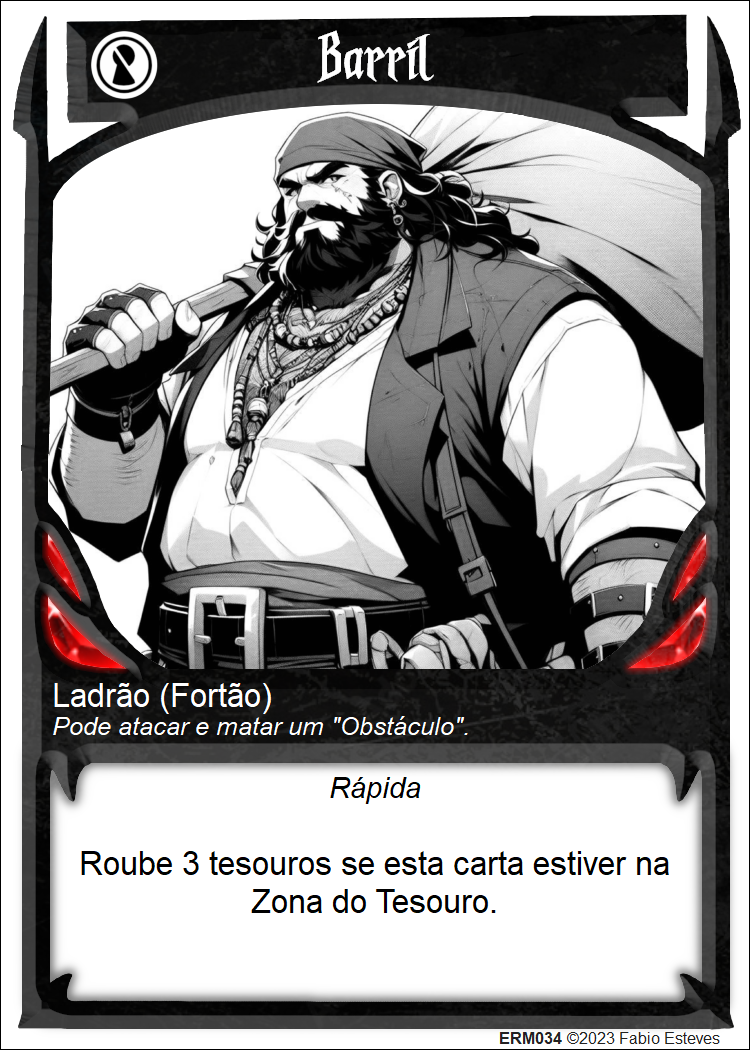 Barril
Ladrão (Fortão)
Pode atacar e matar um "Obstáculo".
Rápida
Roube 3 tesouros se esta carta estiver na
Zona do Tesouro.
ERM034 ©2023 Fabio Esteves